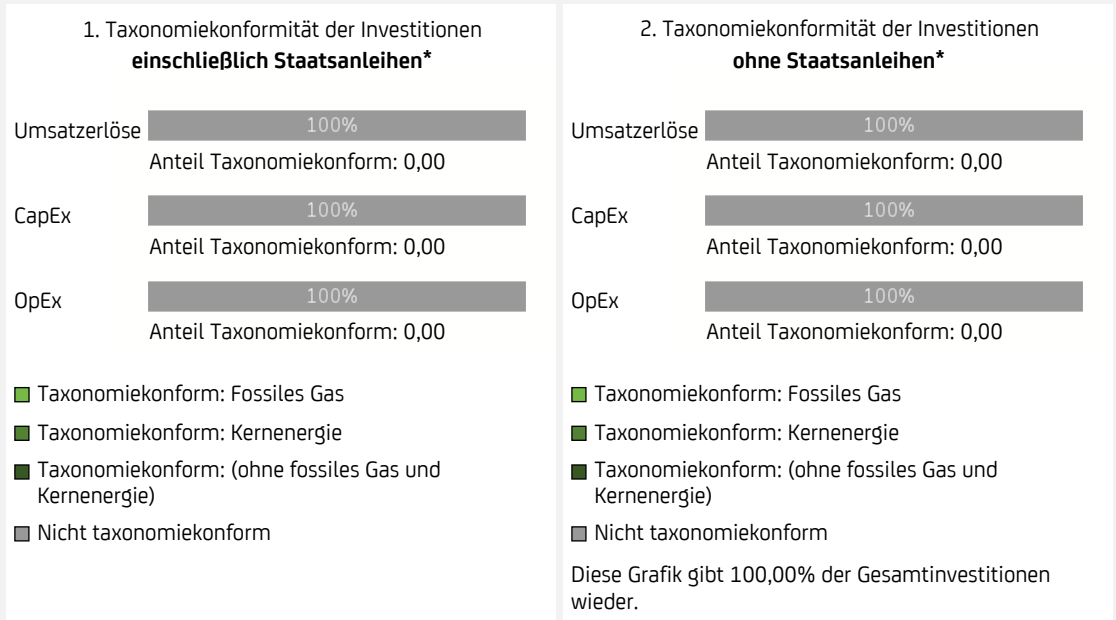 1. Taxonomiekonformität der Investitionen
einschließlich Staatsanleihen*
Umsatzerlöse
100%
Anteil Taxonomiekonform: 0,00
CapEx
100%
Anteil Taxonomiekonform: 0,00
OpEx
100%
Anteil Taxonomiekonform: 0,00
Taxonomiekonform: Fossiles Gas
Taxonomiekonform: Kernenergie
Taxonomiekonform: (ohne fossiles Gas und
Kernenergie)
Nicht taxonomiekonform
2. Taxonomiekonformität der Investitionen
ohne Staatsanleihen*
Umsatzerlöse
100%
Anteil Taxonomiekonform: 0,00
CapEx
100%
Anteil Taxonomiekonform: 0,00
OpEx
100%
Anteil Taxonomiekonform: 0,00
Taxonomiekonform: Fossiles Gas
Taxonomiekonform: Kernenergie
Taxonomiekonform: (ohne fossiles Gas und
Kernenergie)
Nicht taxonomiekonform
Diese Grafik gibt 100,00% der Gesamtinvestitionen
wieder.